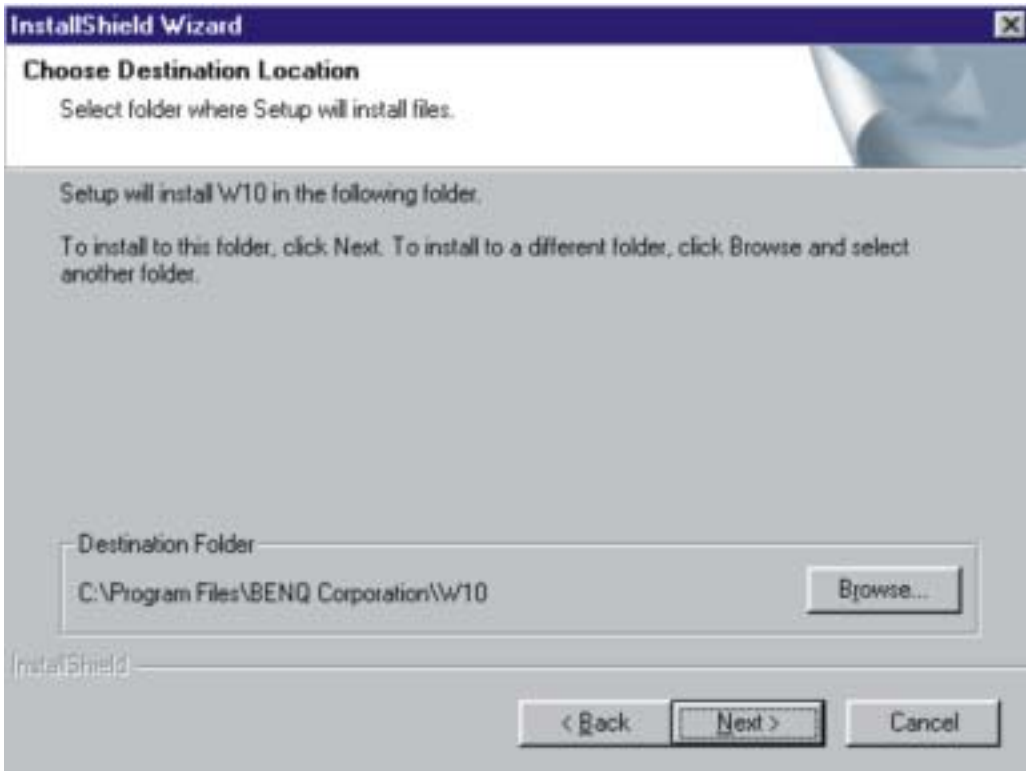 InstallShield Wizard
Choose Destination Location
Select folder where Setup will install files.
Setup will install W10 in the following folder.
To install to this folder, click Next. To install to a different folder, click Browse and select
another folder.
Destination Folder
C:\Program Files\BENQ Corporation\W10
Browse...
InstallShield
< Back
Next >
Cancel